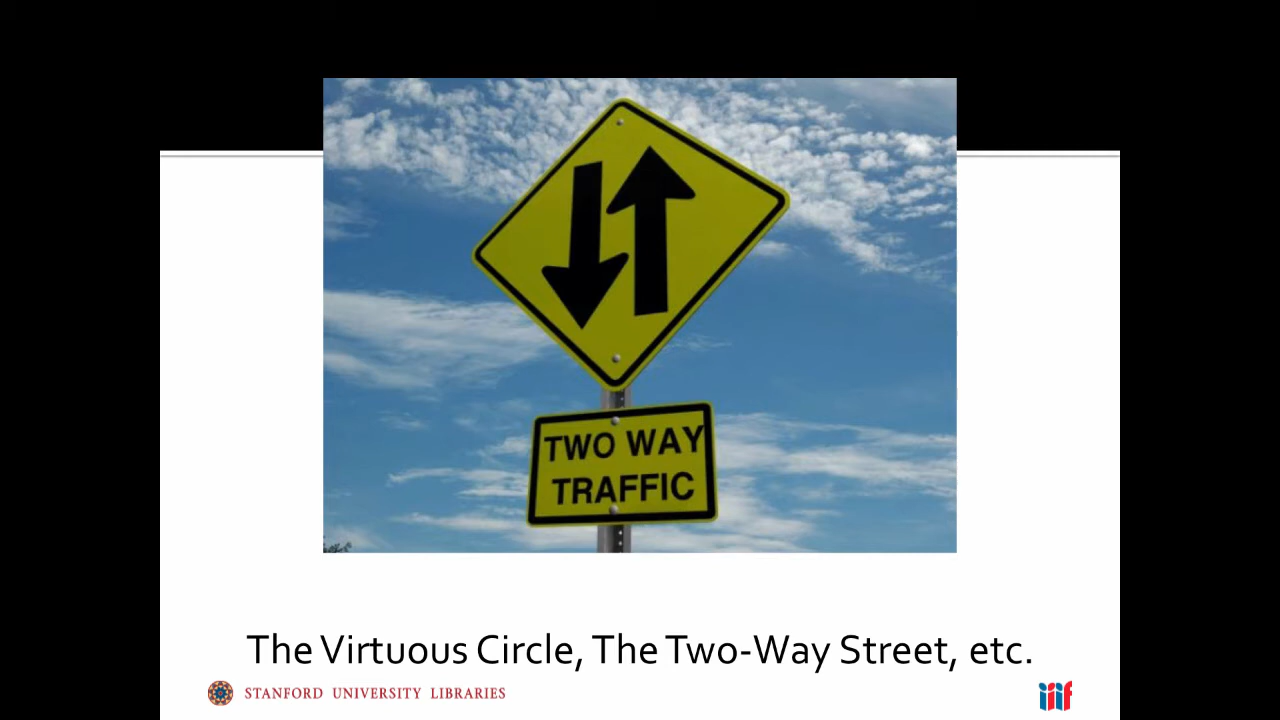 TWO WAY
TRAFFIC
The Virtuous Circle, The Two-Way Street, etc.
STANFORD UNIVERSITY LIBRARIES
iiif